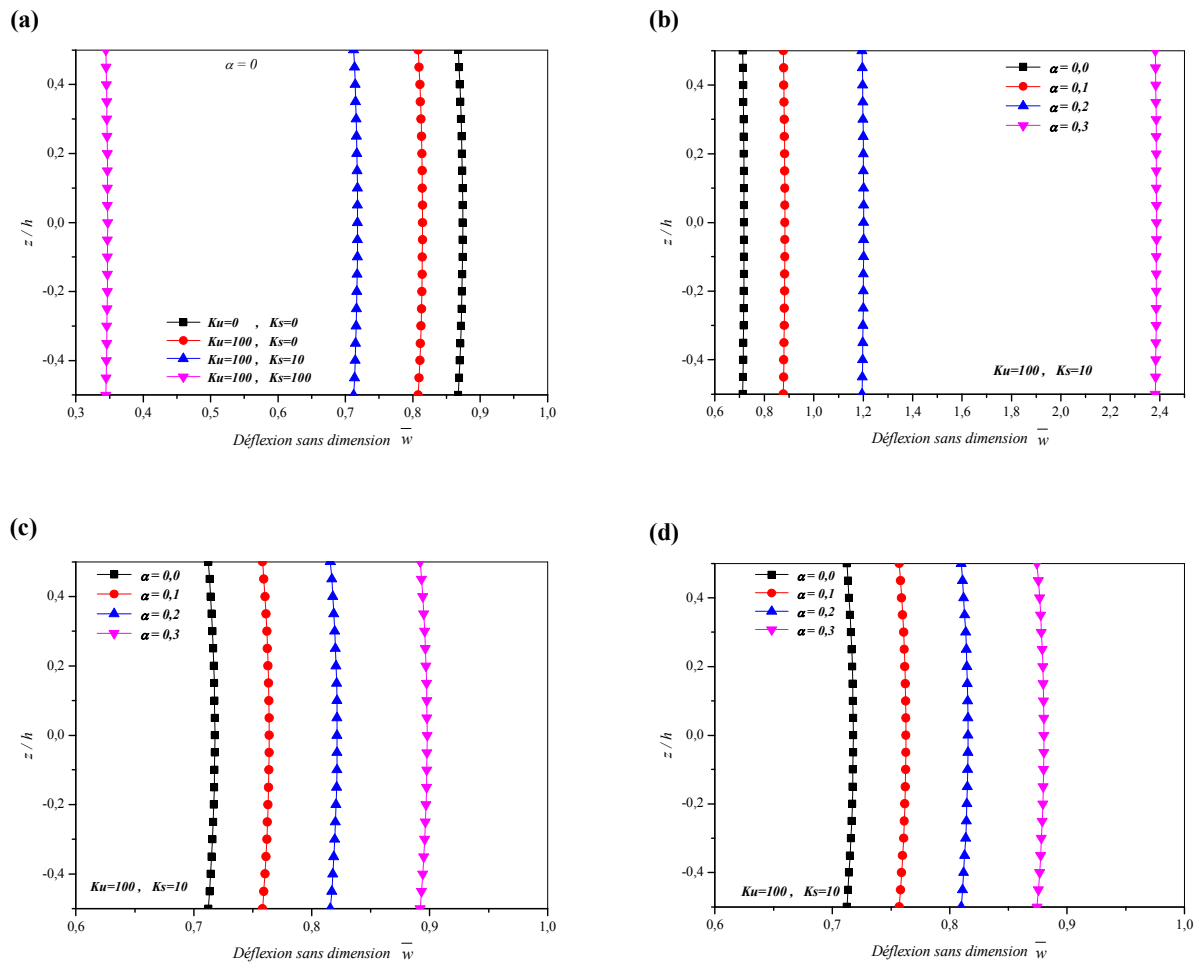 (a)
α = 0
0,4
0,2
0,0
-0,2
-0,4
z / h
Ku=0 , Ks=0
Ku=100 , Ks=0
Ku=100 , Ks=10
Ku=100 , Ks=100
0,3 0,4 0,5 0,6 0,7 0,8 0,9 1,0
Déflexion sans dimension w̅
(b)
α = 0,0
α = 0,1
α = 0,2
α = 0,3
0,4
0,2
0,0
-0,2
-0,4
z / h
Ku=100 , Ks=10
0,6 0,8 1,0 1,2 1,4 1,6 1,8 2,0 2,2 2,4
Déflexion sans dimension w̅
(c)
α = 0,0
α = 0,1
α = 0,2
α = 0,3
0,4
0,2
0,0
-0,2
-0,4
z / h
Ku=100 , Ks=10
0,6 0,7 0,8 0,9 1,0
Déflexion sans dimension w̅
(d)
α = 0,0
α = 0,1
α = 0,2
α = 0,3
0,4
0,2
0,0
-0,2
-0,4
z / h
Ku=100 , Ks=10
0,6 0,7 0,8 0,9 1,0
Déflexion sans dimension w̅